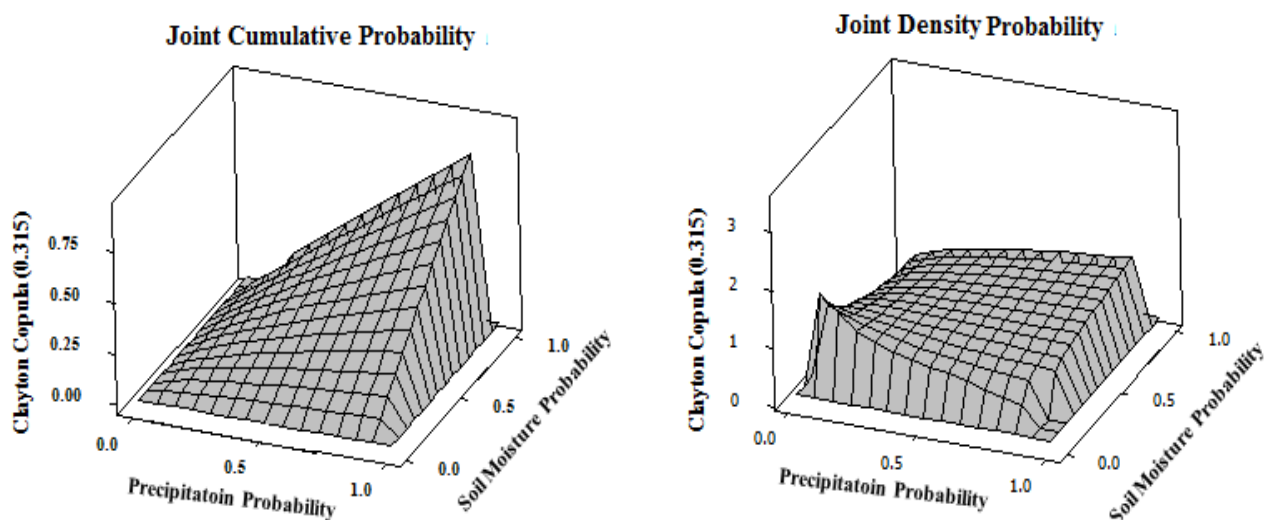 Joint Cumulative Probability
Clayton Copula (0.315)
0.75
0.50
0.25
0.00
0.0
0.5
1.0
Precipitatoin Probability
0.0
0.5
1.0
Soil Moisture Probability
Joint Density Probability
Clayton Copula (0.315)
3
2
1
0
0.0
0.5
1.0
Precipitatoin Probability
0.0
0.5
1.0
Soil Moisture Probability